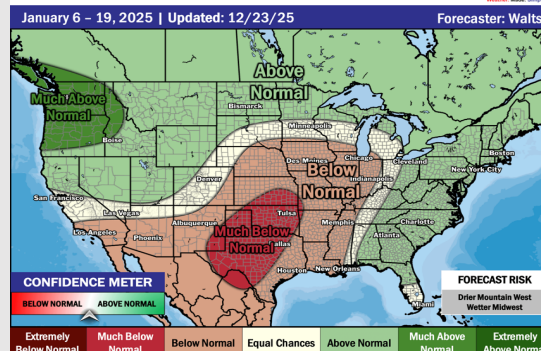 January 6 – 19, 2025 | Updated: 12/23/25
Forecaster: Walts
Above
Normal
Much Above
Normal
Bismarck
Minneapolis
Boise
Boston
Des Moines
Chicago
Cleveland
New York City
Below
Normal
Indianapolis
Denver
San Francisco
Las Vegas
Tulsa
Albuquerque
Memphis
Charlotte
Los Angeles
Phoenix
Much Below
Normal
Atlanta
allas
Houston
New Orleans
Miami
CONFIDENCE METER
BELOW NORMAL
ABOVE NORMAL
FORECAST RISK
Drier Mountain West
Wetter Midwest
Extremely
Below Normal
Much Below
Normal
Below Normal
Equal Chances
Above Normal
Much Above
Normal
Extremely
Above Norma